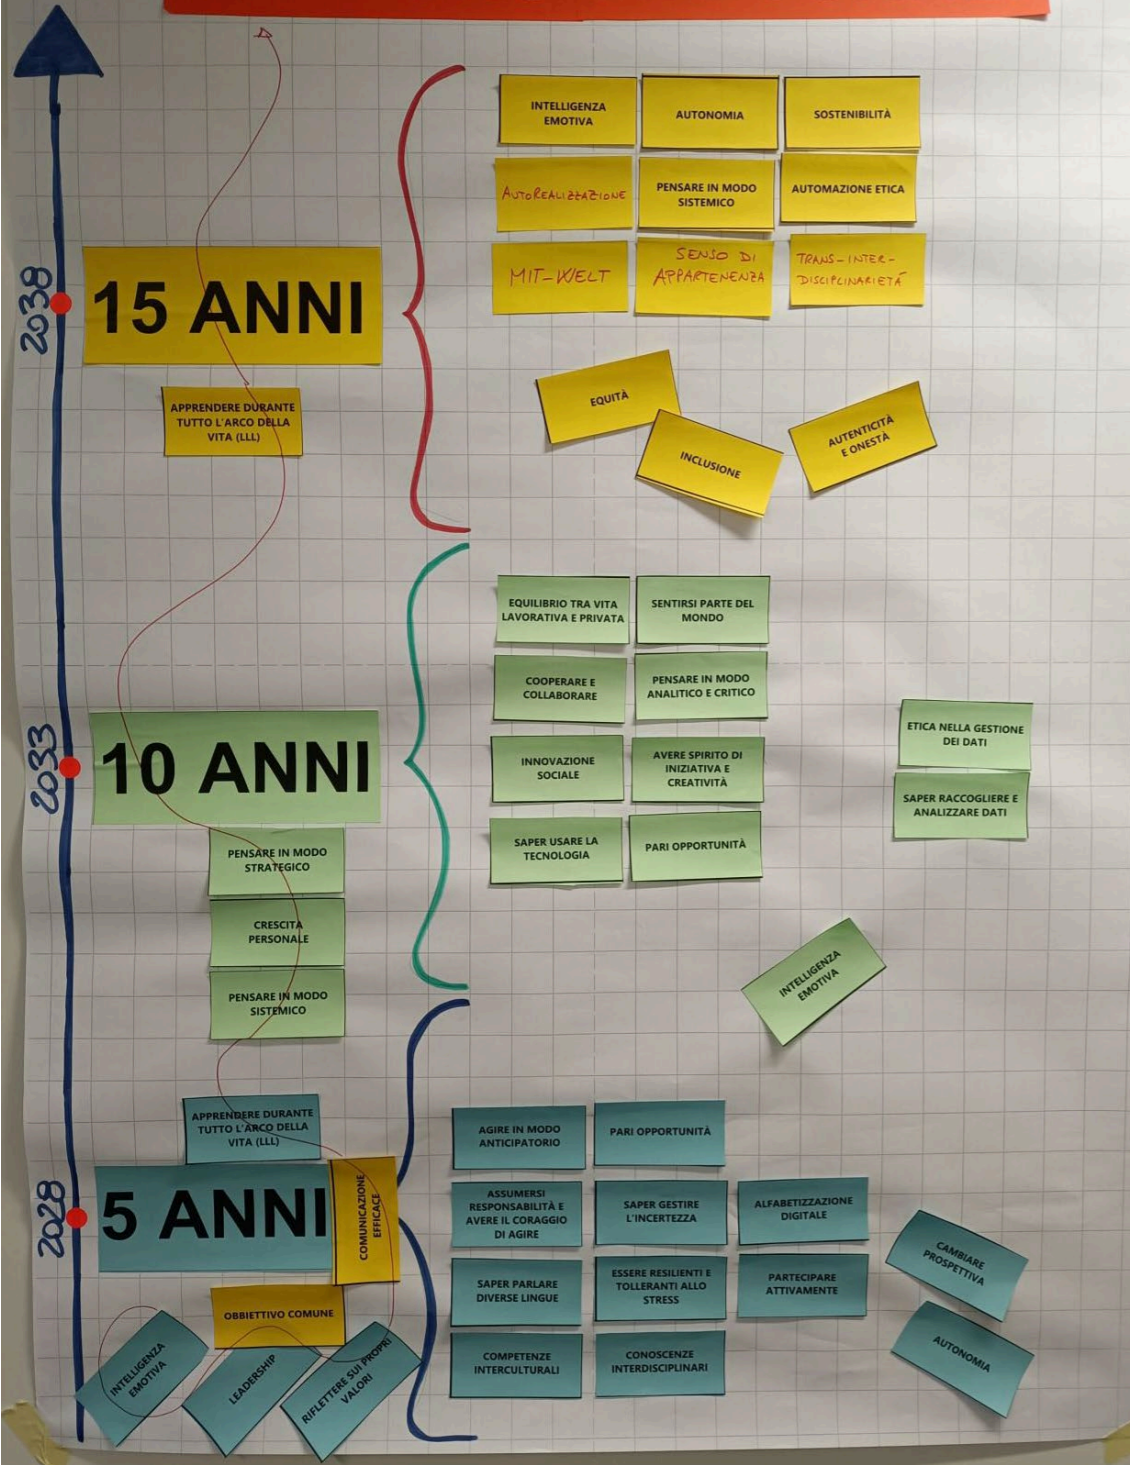 INTELLIGENZA
EMOTIVA
AUTONOMIA
SOSTENIBILITÀ
AUTOREALIZZAZIONE
PENSARE IN MODO
SISTEMICO
AUTOMAZIONE ETICA
MIT-WELT
SENSO DI
APPARTENENZA
TRANS-INTER-
DISCIPLINARIETÁ
2038
15 ANNI
APPRENDERE DURANTE
TUTTO L'ARCO DELLA
VITA (LLL)
EQUITÀ
INCLUSIONE
AUTENTICITÀ
E ONESTÀ
EQUILIBRIO TRA VITA
LAVORATIVA E PRIVATA
SENTIRSI PARTE DEL
MONDO
COOPERARE E
COLLABORARE
PENSARE IN MODO
ANALITICO E CRITICO
INNOVAZIONE
SOCIALE
AVERE SPIRITO DI
INIZIATIVA E
CREATIVITÀ
SAPER USARE LA
TECNOLOGIA
PARI OPPORTUNITÀ
ETICA NELLA GESTIONE
DEI DATI
SAPER RACCOGLIERE E
ANALIZZARE DATI
2033
10 ANNI
PENSARE IN MODO
STRATEGICO
CRESCITA
PERSONALE
PENSARE IN MODO
SISTEMICO
INTELLIGENZA
EMOTIVA
APPRENDERE DURANTE
TUTTO L'ARCO DELLA
VITA (LLL)
2028
5 ANNI
COMUNICAZIONE
EFFICACE
OBBIETTIVO COMUNE
INTELLIGENZA
EMOTIVA
LEADERSHIP
RIFLETTERE SUI PROPRI
VALORI
AGIRE IN MODO
ANTICIPATORIO
PARI OPPORTUNITÀ
ASSUMERSI
RESPONSABILITÀ E
AVERE IL CORAGGIO
DI AGIRE
SAPER GESTIRE
L'INCERTEZZA
ALFABETIZZAZIONE
DIGITALE
SAPER PARLARE
DIVERSE LINGUE
ESSERE RESILIENTI E
TOLLERANTI ALLO
STRESS
PARTECIPARE
ATTIVAMENTE
COMPETENZE
INTERCULTURALI
CONOSCENZE
INTERDISCIPLINARI
CAMBIARE
PROSPETTIVA
AUTONOMIA